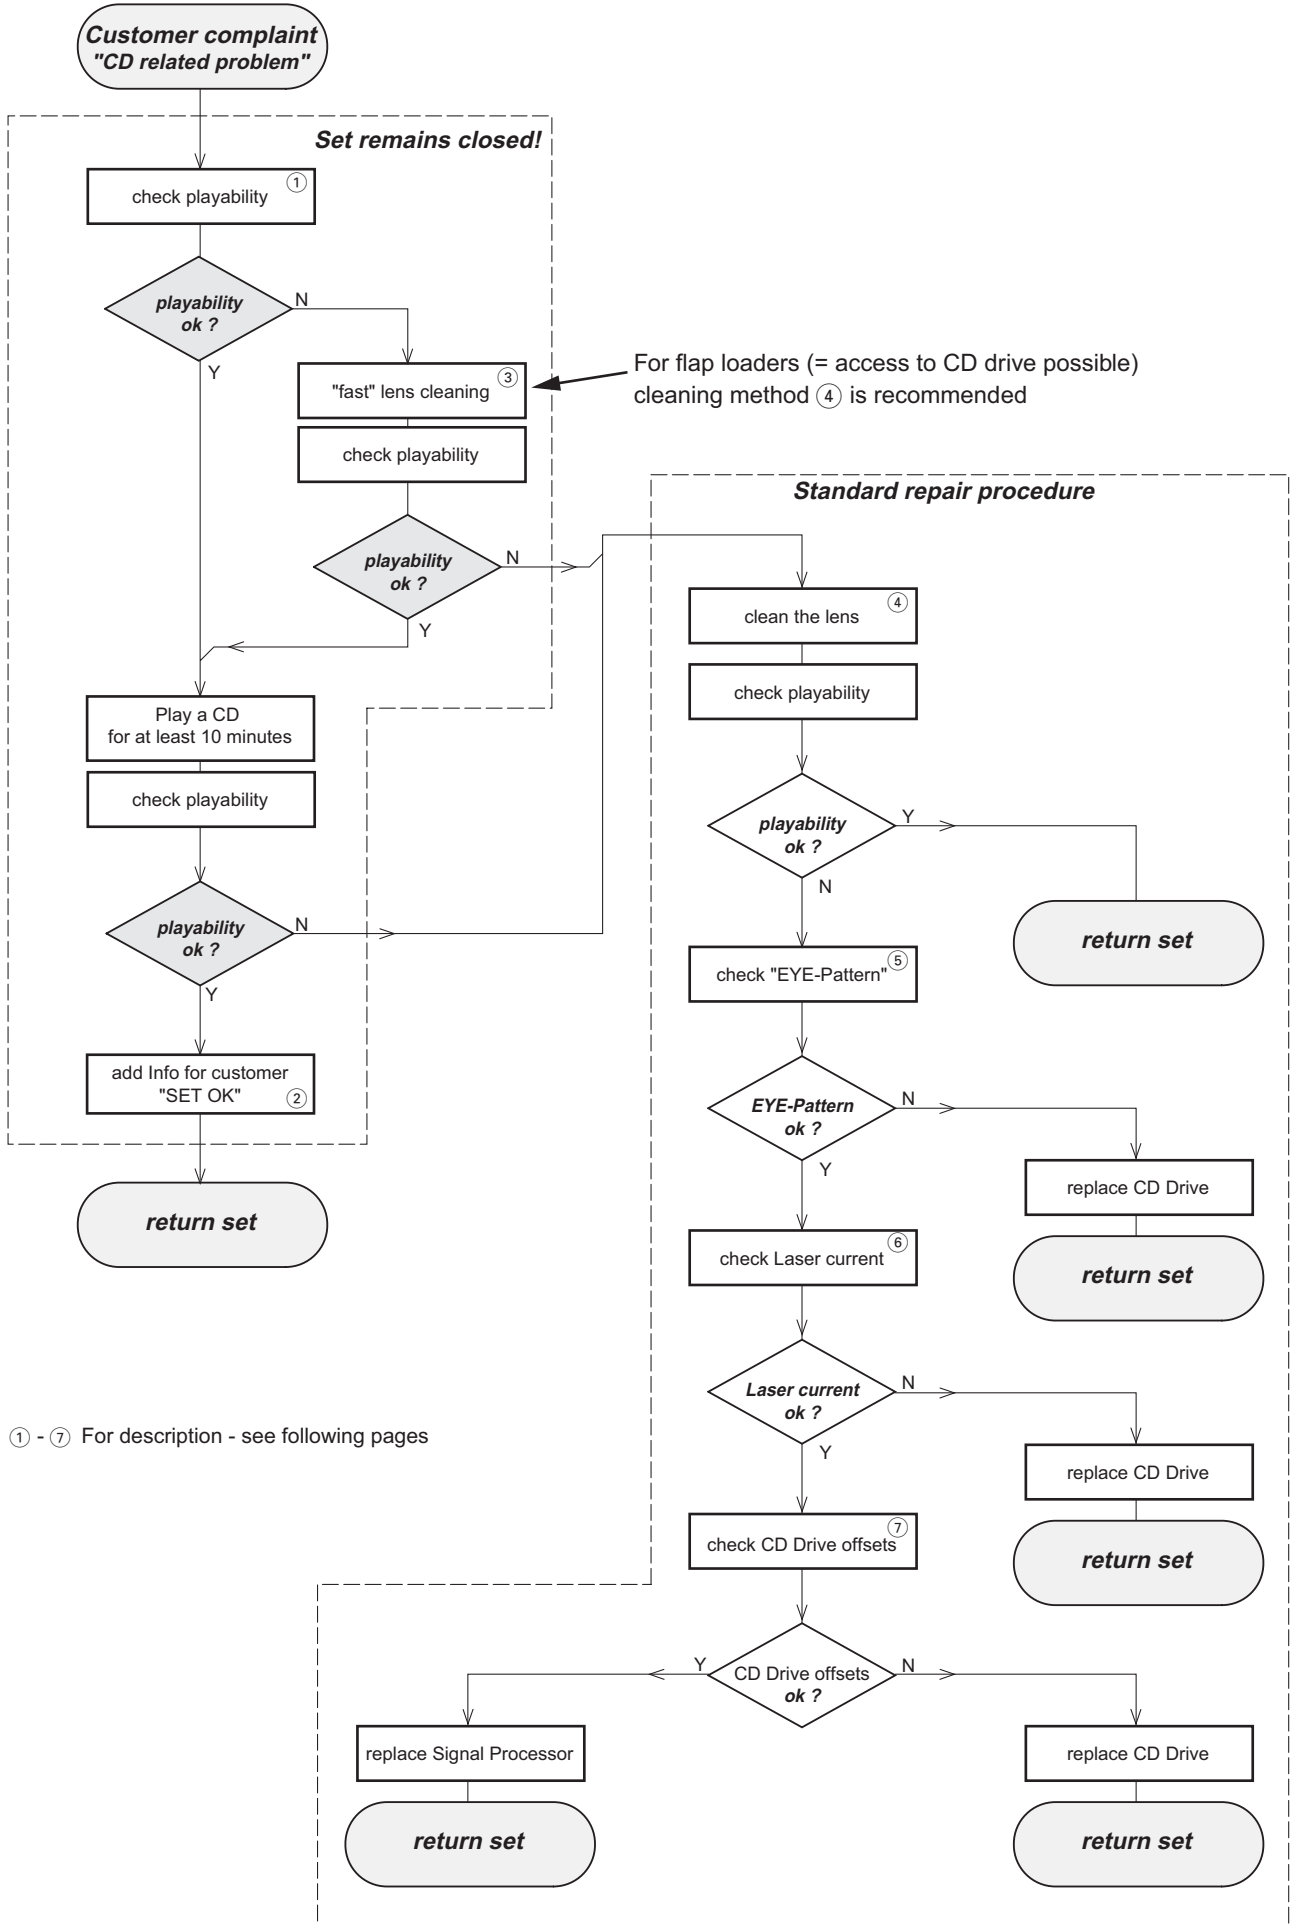 Customer complaint
"CD related problem"
Set remains closed!
check playability
①
playability
ok ?
N
Y
"fast" lens cleaning
③
For flap loaders (= access to CD drive possible)
cleaning method ④ is recommended
check playability
playability
ok ?
N
Y
Play a CD
for at least 10 minutes
check playability
playability
ok ?
N
Y
add Info for customer
"SET OK"
②
return set
Standard repair procedure
clean the lens
④
check playability
playability
ok ?
Y
N
return set
check "EYE-Pattern"
⑤
EYE-Pattern
ok ?
N
Y
replace CD Drive
return set
check Laser current
⑥
Laser current
ok ?
N
Y
replace CD Drive
return set
① - ⑦ For description - see following pages
check CD Drive offsets
⑦
CD Drive offsets
ok ?
Y
N
replace Signal Processor
return set
replace CD Drive
return set